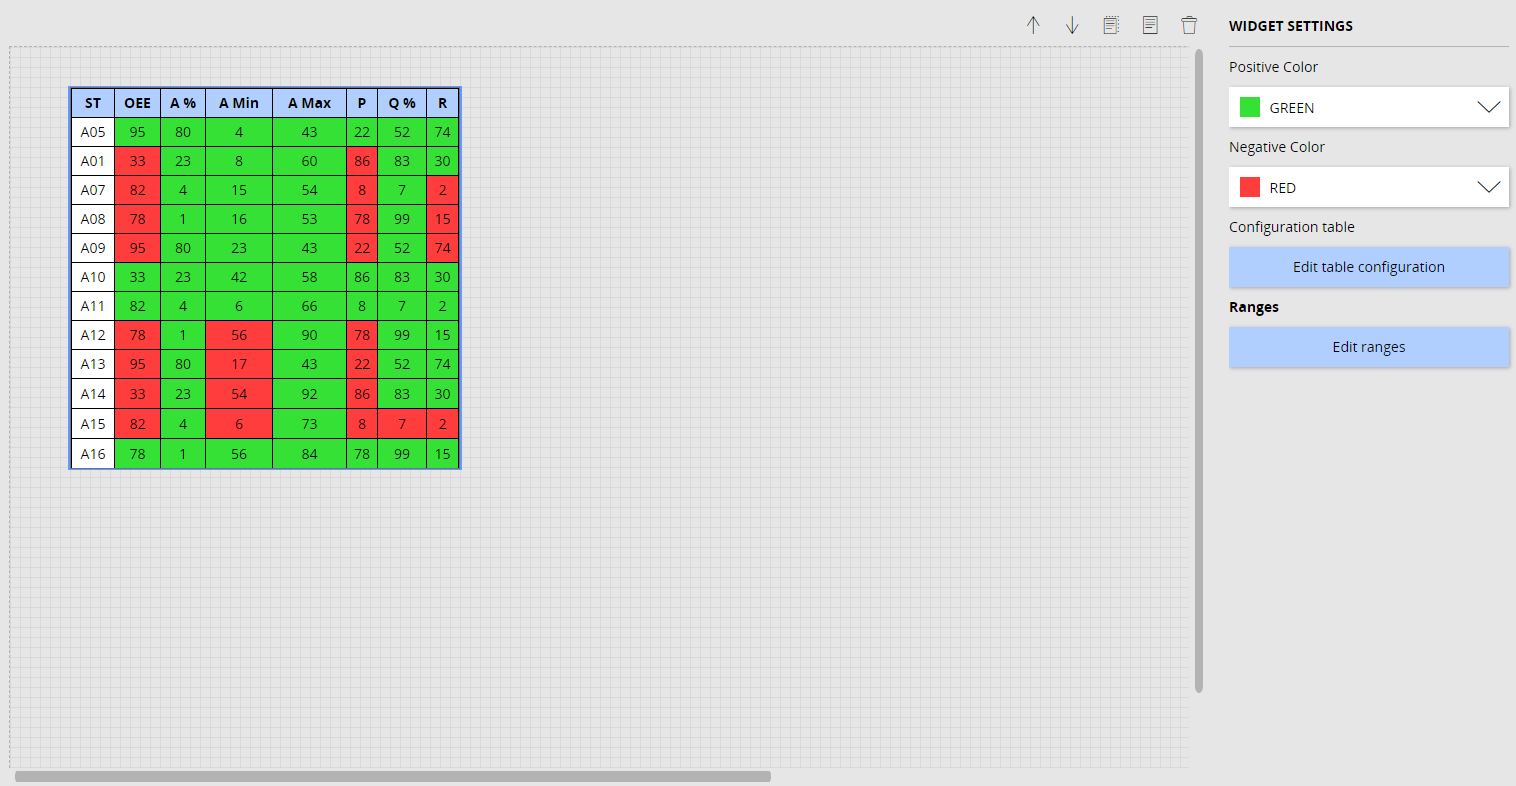 WIDGET SETTINGS
Positive Color
GREEN
Negative Color
RED
Configuration table
Edit table configuration
Ranges
Edit ranges
ST OEE A % A Min A Max P Q % R
A05 95 80 4 43 22 52 74
A01 33 23 8 60 86 83 30
A07 82 4 15 54 8 7 2
A08 78 1 16 53 78 99 15
A09 95 80 23 43 22 52 74
A10 33 23 42 58 86 83 30
A11 82 4 6 66 8 7 2
A12 78 1 56 90 78 99 15
A13 95 80 17 43 22 52 74
A14 33 23 54 92 86 83 30
A15 82 4 6 73 8 7 2
A16 78 1 56 84 78 99 15